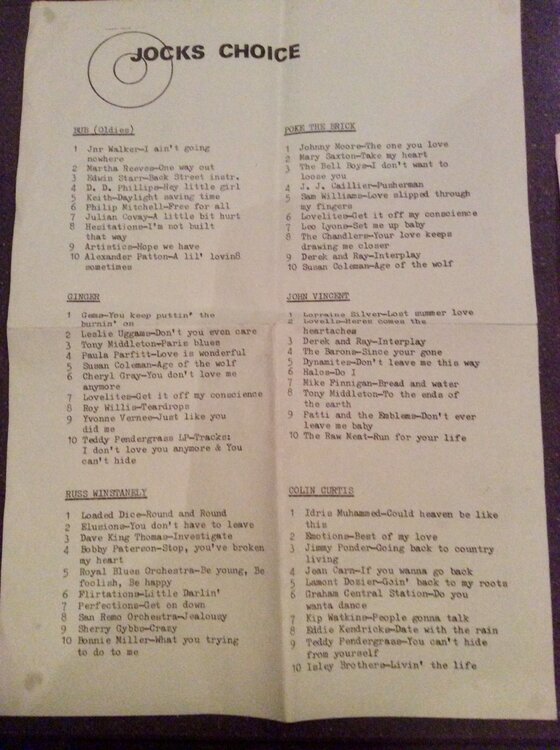 JOCKS CHOICE
BUB (Oldies)
1 Jnr Walker-I ain't going
nowhere
2 Martha Reeves-One way out
3 Edwin Starr-Back Street instr.
4 D. D. Phillips-Hey little girl
5 Keith-Daylight saving time
6 Philip Mitchell-Free for all
7 Julian Covay-A little bit hurt
8 Hesitations-I'm not built
that way
9 Artistics-Hope we have
10 Alexander Patton-A lil' lovin8
sometimes
POKE THE BRICK
1 Johnny Moore-The one you love
2 Mary Saxton-Take my heart
3 The Bell Boys-I don't want to
loose you
4 J. J. Caillier-Pusherman
5 Sam Williams-Love slipped through
my fingers
6 Lovelites-Get it off my conscience
7 Leo Lyons-Set me up baby
8 The Chandlers-Your love keeps
drawing me closer
9 Derek and Ray-Interplay
10 Susan Coleman-Age of the wolf
GINGER
1 Gems-You keep puttin' the
burnin' on
2 Leslie Uggams-Don't you even care
3 Tony Middleton-Paris blues
4 Paula Parfitt-Love is wonderful
5 Susan Coleman-Age of the wolf
6 Cheryl Gray-You don't love me
anymore
7 Lovelites-Get it off my conscience
8 Roy Willis-Teardrops
9 Yvonne Vernee-Just like you
did me
10 Teddy Pendergrass LP-Tracks:
I don't love you anymore & You
can't hide
JOHN VINCENT
1 Lorraine Silver-Lost summer love
2 Lovells-Heres comes the
heartaches
3 Derek and Ray-Interplay
4 The Barons-Since your gone
5 Dynamites-Don't leave me this way
6 Halos-Do I
7 Mike Finnigan-Bread and water
8 Tony Middleton-To the ends of
the earth
9 Patti and the Emblems-Don't ever
leave me baby
10 The Raw Meat-Run for your life
RUSS WINSTANELY
1 Loaded Dice-Round and Round
2 Elusions-You don't have to leave
3 Dave King Thomas-Investigate
4 Bobby Paterson-Stop, you've broken
my heart
5 Royal Blues Orchestra-Be young, Be
foolish, Be happy
6 Flirtations-Little Darlin'
7 Perfections-Get on down
8 San Remo Orchestra-Jealousy
9 Sherry Gybbs-Crazy
10 Bonnie Miller-What you trying
to do to me
COLIN CURTIS
1 Idris Muhammed-Could heaven be like
this
2 Emotions-Best of my love
3 Jimmy Ponder-Going back to country
living
4 Jean Carn-If you wanna go back
5 Lamont Dozier-Goin' back to my roots
6 Graham Central Station-Do you
wanta dance
7 Kip Watkins-People gonna talk
8 Eddie Kendricks-Date with the rain
9 Teddy Pendergrass-You can't hide
from yourself
10 Isley Brothers-Livin' the life